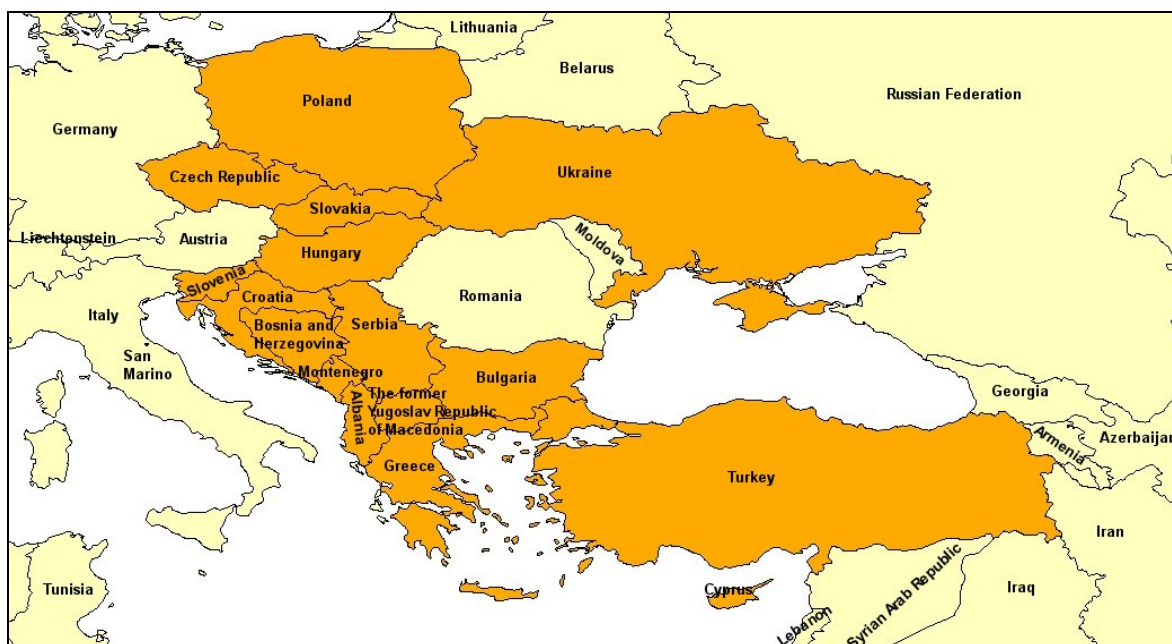 Lithuania
Belarus
Russian Federation
Poland
Germany
Czech Republic
Ukraine
Slovakia
Liechtenstein
Austria
Moldova
Hungary
Slovenia
Croatia
Romania
Italy
Bosnia and
Herzegovina
Serbia
San
Marino
Montenegro
Bulgaria
Albania
The former
Yugoslav Republic
of Macedonia
Georgia
Armenia
Azerbaijan
Greece
Turkey
Iran
Tunisia
Cyprus
Lebanon
Syrian Arab Republic
Iraq